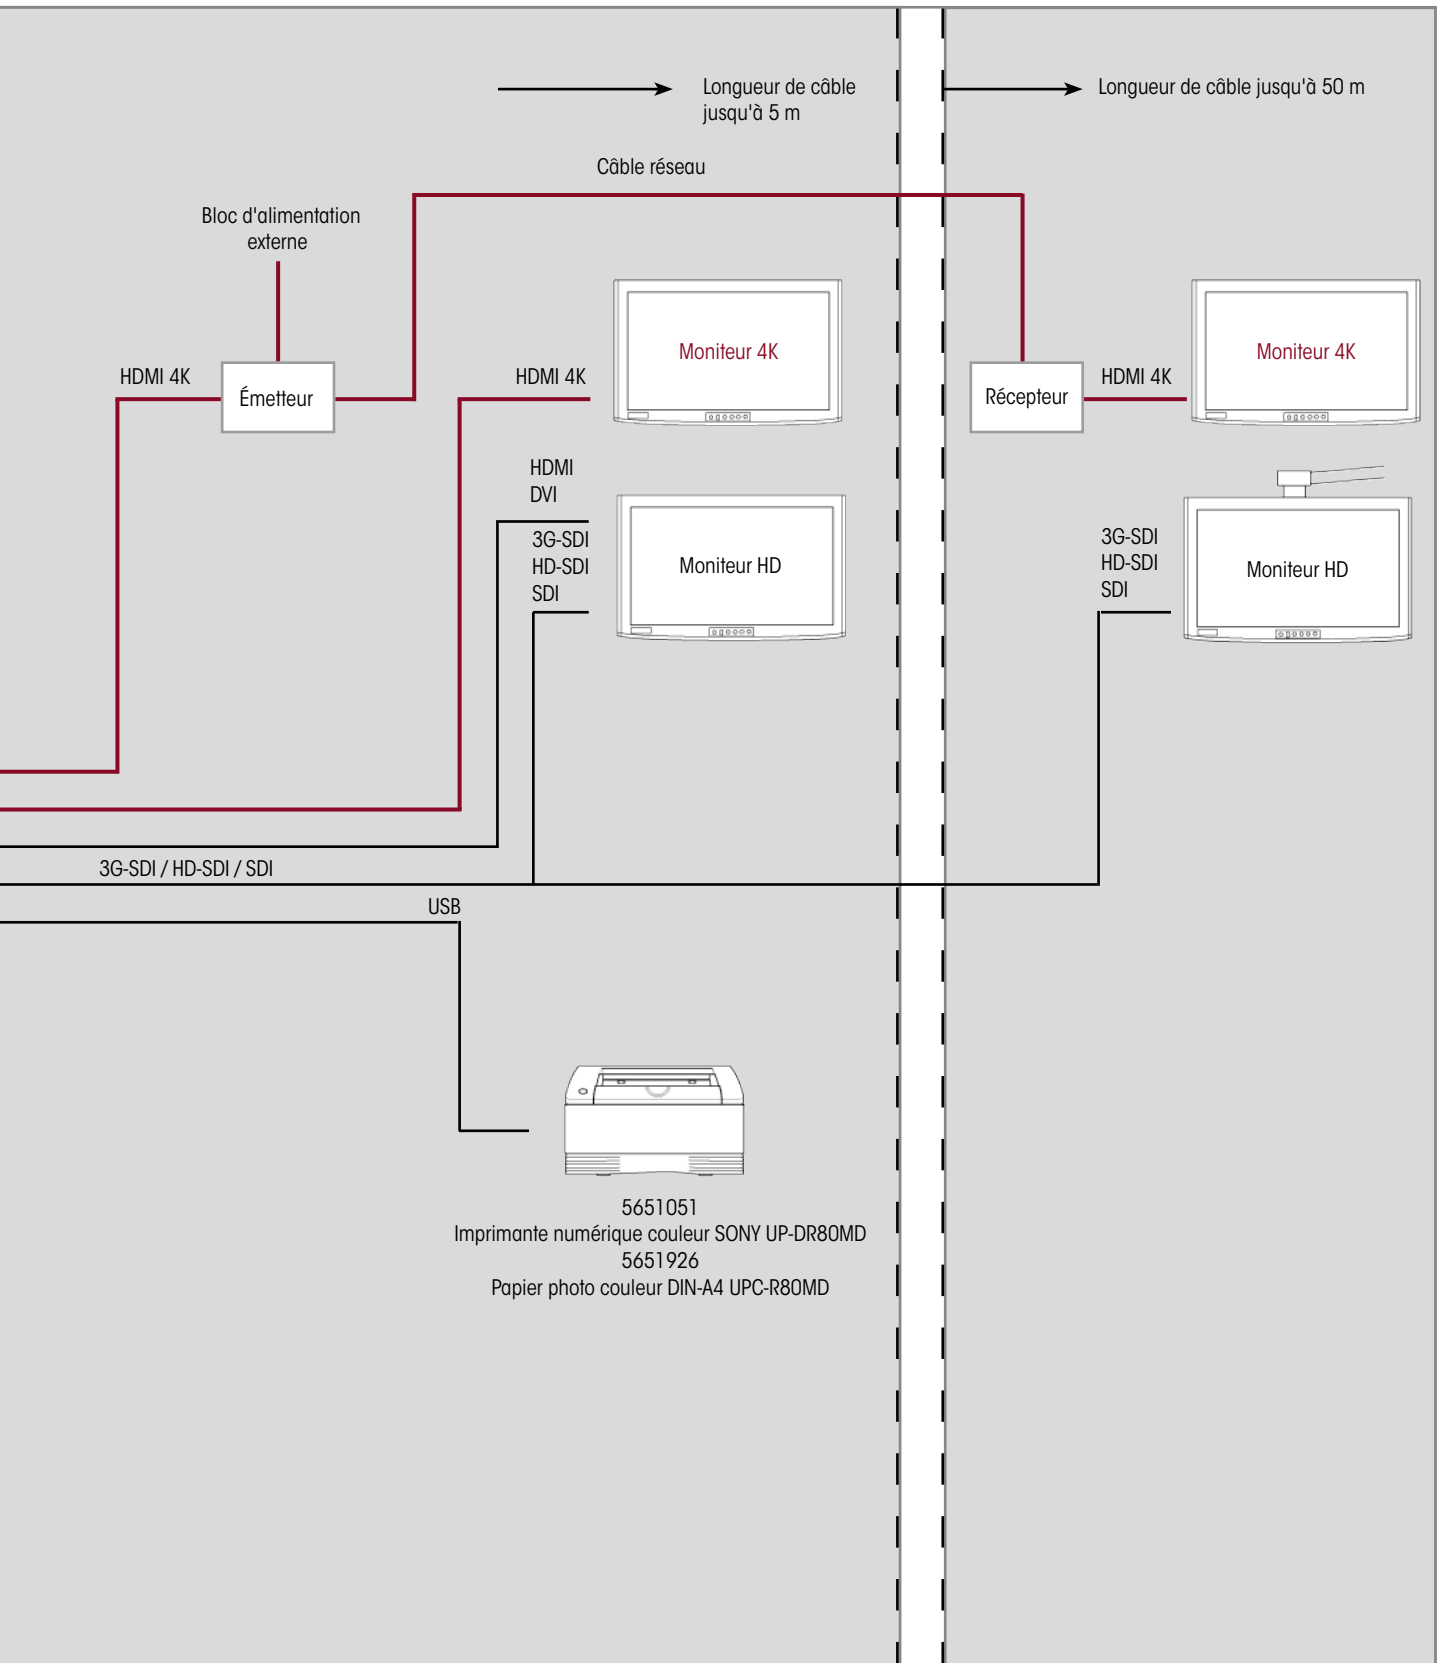 Longueur de câble
jusqu'à 5 m
Longueur de câble jusqu'à 50 m
Câble réseau
Bloc d'alimentation
externe
Moniteur 4K
Moniteur 4K
HDMI 4K
Émetteur
HDMI 4K
Récepteur
HDMI 4K
HDMI
DVI
3G-SDI
HD-SDI
SDI
Moniteur HD
3G-SDI
HD-SDI
SDI
Moniteur HD
3G-SDI / HD-SDI / SDI
USB
5651051
Imprimante numérique couleur SONY UP-DR80MD
5651926
Papier photo couleur DIN-A4 UPC-R80MD